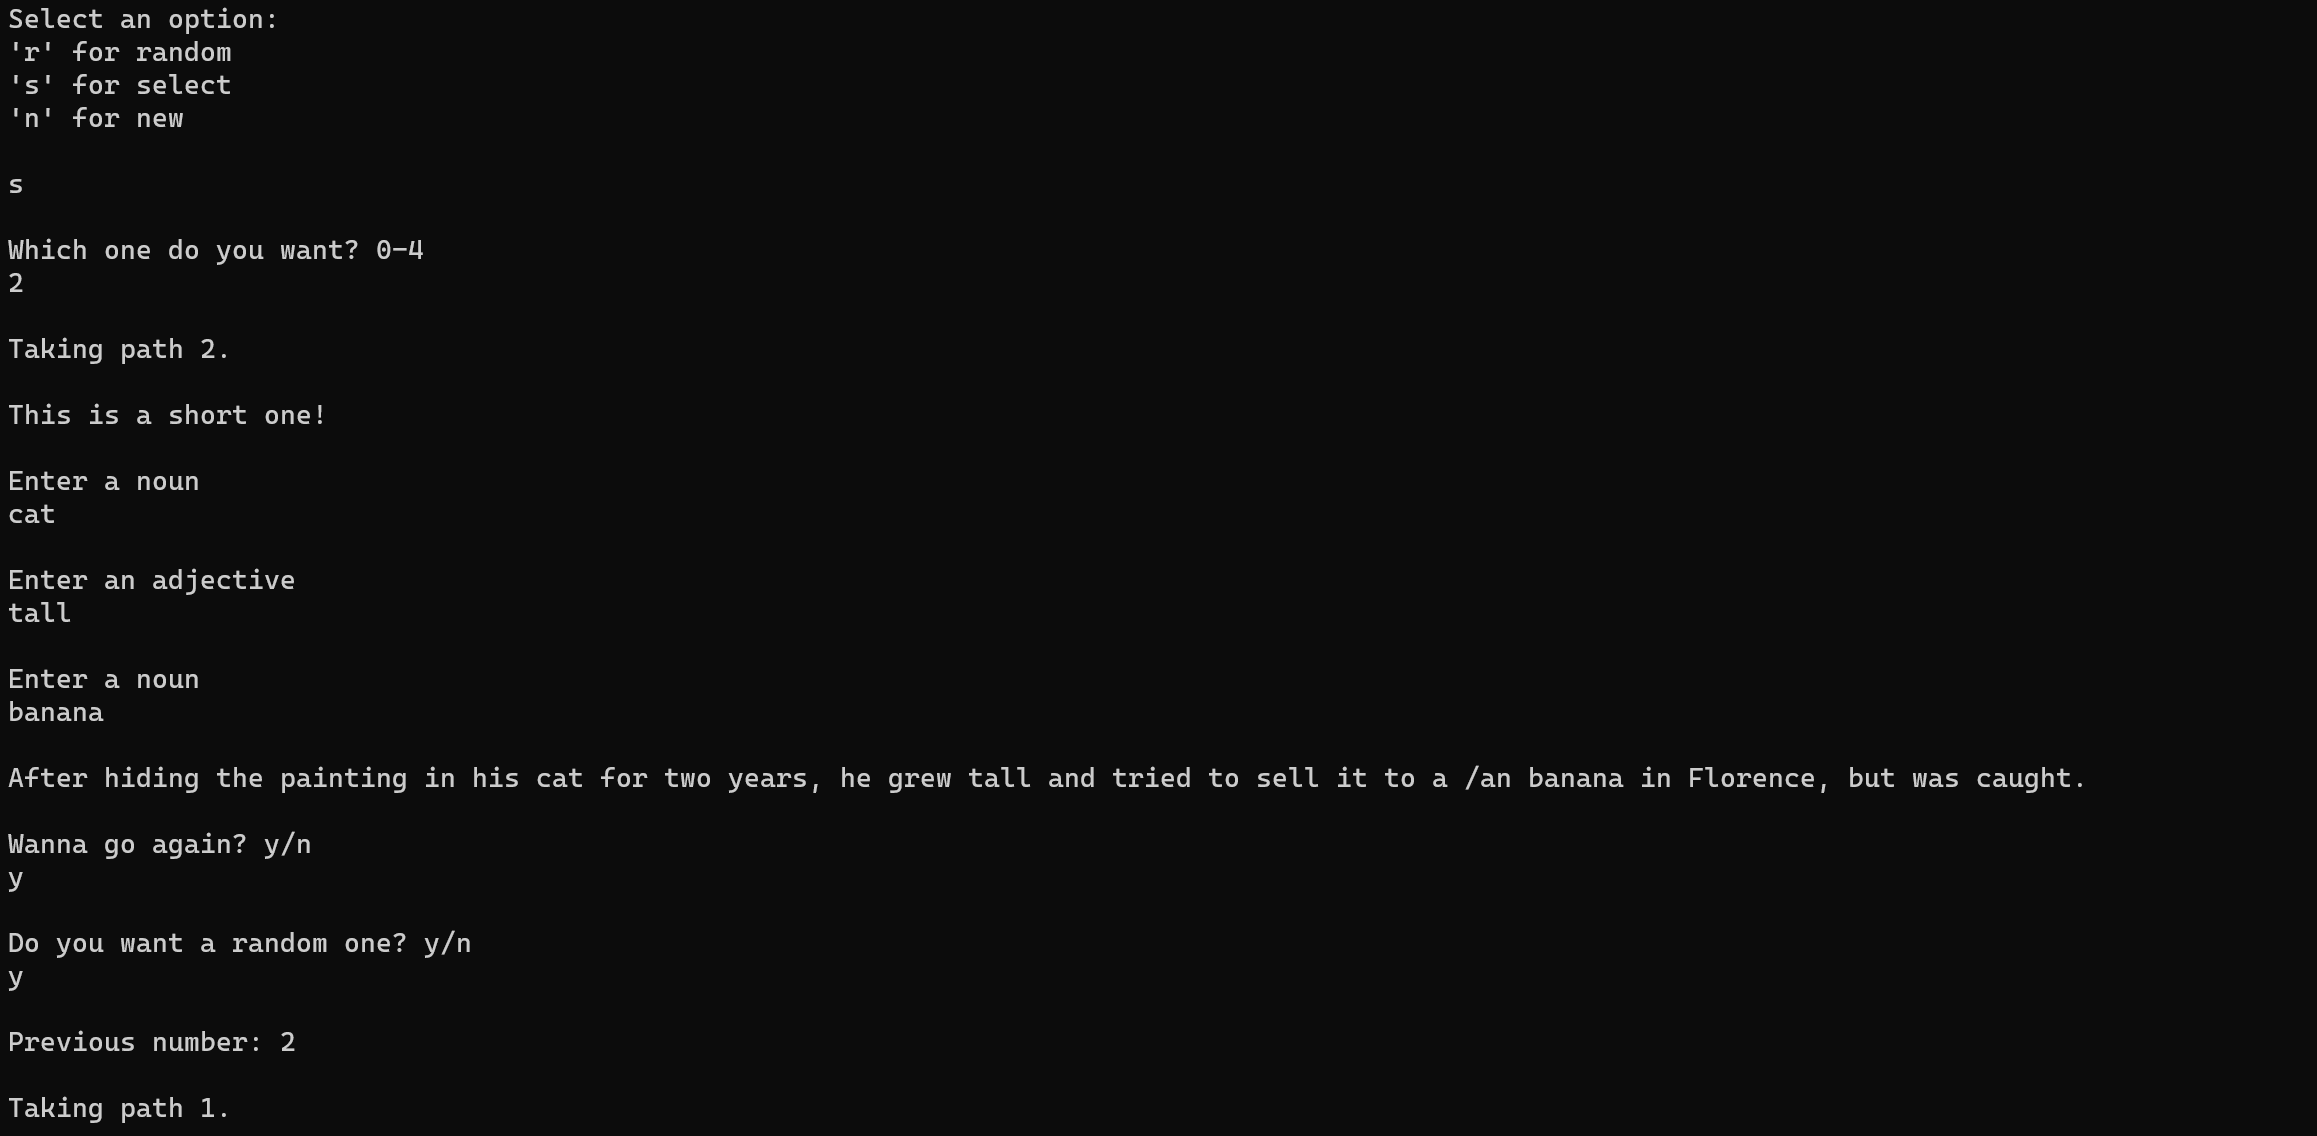 Select an option:
'r' for random
's' for select
'n' for new
s
Which one do you want? 0-4
2
Taking path 2.
This is a short one!
Enter a noun
cat
Enter an adjective
tall
Enter a noun
banana
After hiding the painting in his cat for two years, he grew tall and tried to sell it to a /an banana in Florence, but was caught.
Wanna go again? y/n
y
Do you want a random one? y/n
y
Previous number: 2
Taking path 1.